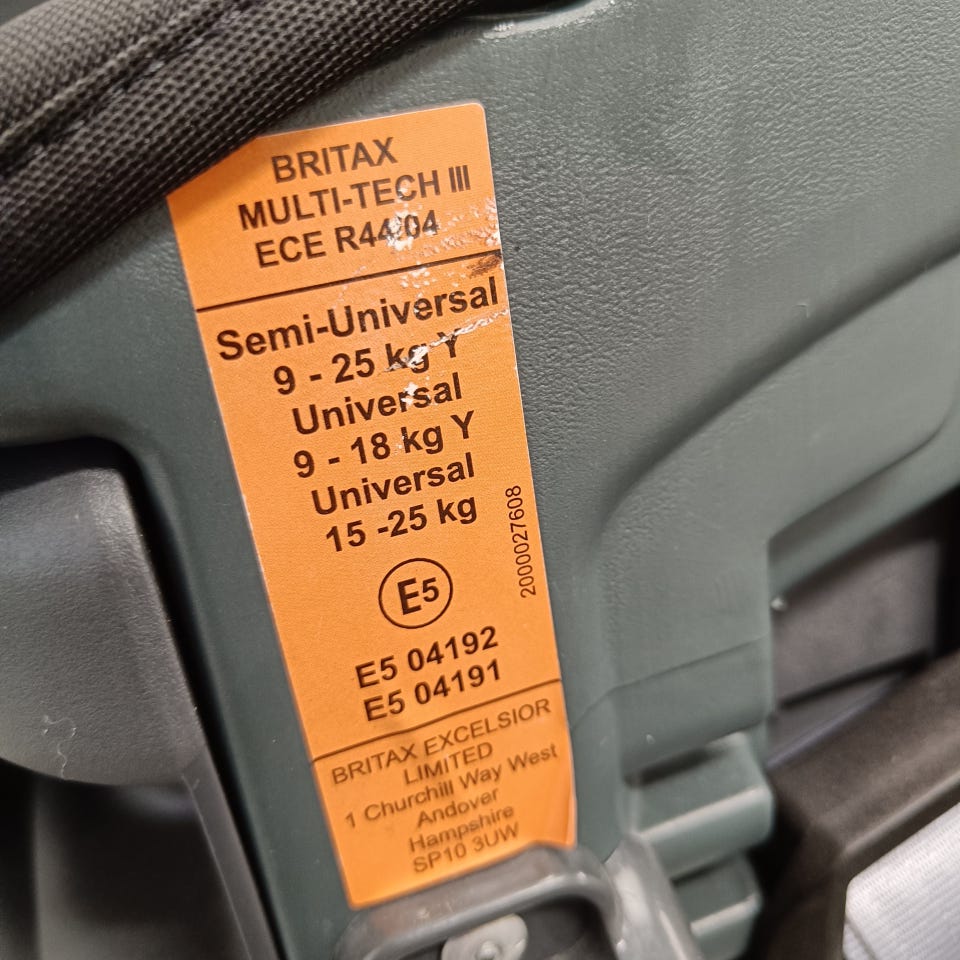 BRITAX
MULTI-TECH III
ECE R44/04
Semi-Universal
9 - 25 kg Y
Universal
9 - 18 kg Y
Universal
15 -25 kg
2000027608
E5
E5 04192
E5 04191
BRITAX EXCELSIOR
LIMITED
1 Churchill Way West
Andover
Hampshire
SP10 3UW